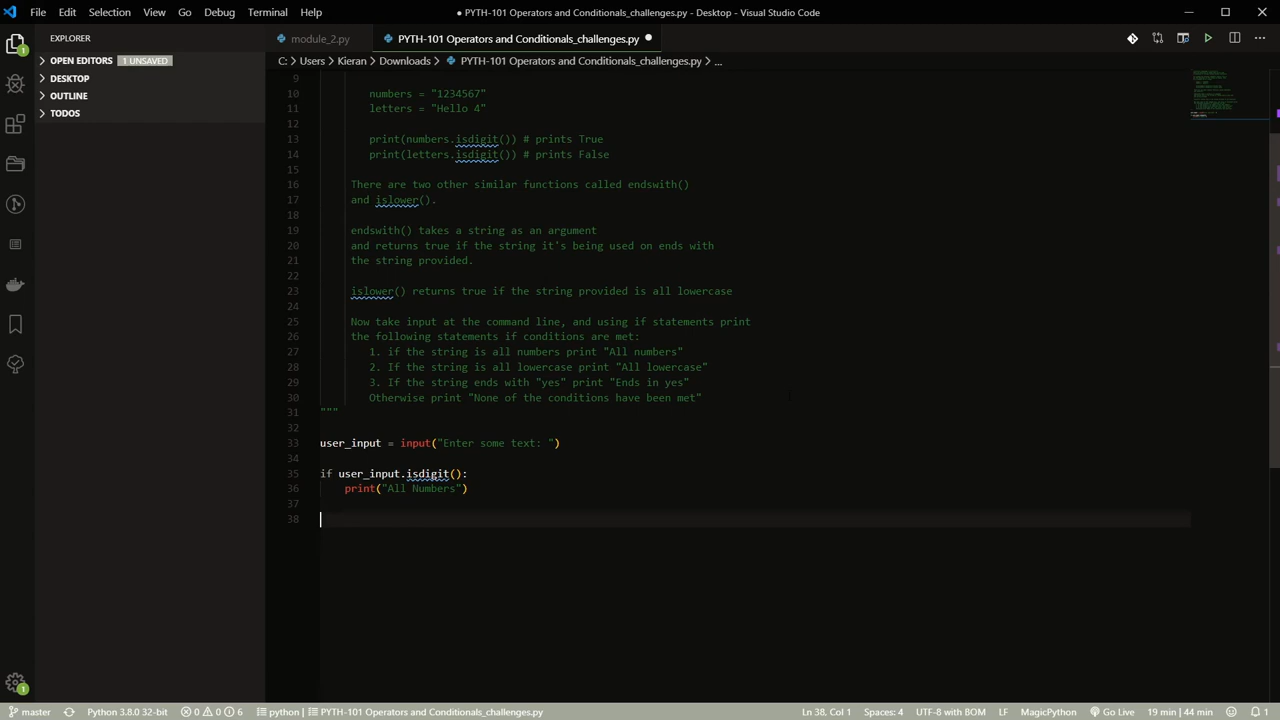 File Edit Selection View Go Debug Terminal Help
● PYTH-101 Operators and Conditionals_challenges.py - Desktop - Visual Studio Code
EXPLORER
module_2.py
PYTH-101 Operators and Conditionals_challenges.py ●
OPEN EDITORS 1 UNSAVED
DESKTOP
OUTLINE
TODOS
C: > Users > Kieran > Downloads > PYTH-101 Operators and Conditionals_challenges.py > ...
9
10 numbers = "1234567"
11 letters = "Hello 4"
12
13 print(numbers.isdigit()) # prints True
14 print(letters.isdigit()) # prints False
15
16 There are two other similar functions called endswith()
17 and islower().
18
19 endswith() takes a string as an argument
20 and returns true if the string it's being used on ends with
21 the string provided.
22
23 islower() returns true if the string provided is all lowercase
24
25 Now take input at the command line, and using if statements print
26 the following statements if conditions are met:
27 1. if the string is all numbers print "All numbers"
28 2. If the string is all lowercase print "All lowercase"
29 3. If the string ends with "yes" print "Ends in yes"
30 Otherwise print "None of the conditions have been met"
31 """
32
33 user_input = input("Enter some text: ")
34
35 if user_input.isdigit():
36 print("All Numbers")
37
38
1
1
master Python 3.8.0 32-bit 0 0 6 python | PYTH-101 Operators and Conditionals_challenges.py Ln 38, Col 1 Spaces: 4 UTF-8 with BOM LF MagicPython Go Live 19 min | 44 min 1